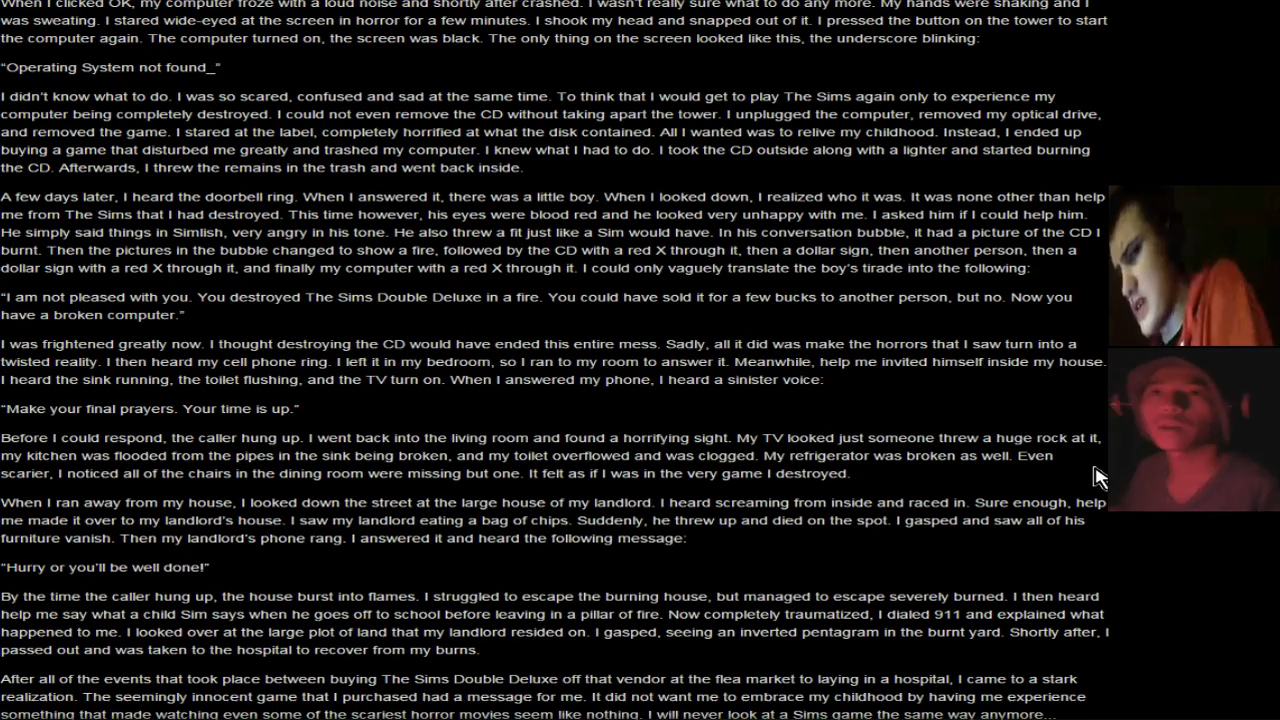 When I clicked OK, my computer froze with a loud noise and shortly after crashed. I wasn't really sure what to do any more. My hands were shaking and I
was sweating. I stared wide-eyed at the screen in horror for a few minutes. I shook my head and snapped out of it. I pressed the button on the tower to start
the computer again. The computer turned on, the screen was black. The only thing on the screen looked like this, the underscore blinking:
“Operating System not found_”
I didn’t know what to do. I was so scared, confused and sad at the same time. To think that I would get to play The Sims again only to experience my
computer being completely destroyed. I could not even remove the CD without taking apart the tower. I unplugged the computer, removed my optical drive,
and removed the game. I stared at the label, completely horrified at what the disk contained. All I wanted was to relive my childhood. Instead, I ended up
buying a game that disturbed me greatly and trashed my computer. I knew what I had to do. I took the CD outside along with a lighter and started burning
the CD. Afterwards, I threw the remains in the trash and went back inside.
A few days later, I heard the doorbell ring. When I answered it, there was a little boy. When I looked down, I realized who it was. It was none other than help
me from The Sims that I had destroyed. This time however, his eyes were blood red and he looked very unhappy with me. I asked him if I could help him.
He simply said things in Simlish, very angry in his tone. He also threw a fit just like a Sim would have. In his conversation bubble, it had a picture of the CD I
burnt. Then the pictures in the bubble changed to show a fire, followed by the CD with a red X through it, then a dollar sign, then another person, then a
dollar sign with a red X through it, and finally my computer with a red X through it. I could only vaguely translate the boy’s tirade into the following:
“I am not pleased with you. You destroyed The Sims Double Deluxe in a fire. You could have sold it for a few bucks to another person, but no. Now you
have a broken computer.”
I was frightened greatly now. I thought destroying the CD would have ended this entire mess. Sadly, all it did was make the horrors that I saw turn into a
twisted reality. I then heard my cell phone ring. I left it in my bedroom, so I ran to my room to answer it. Meanwhile, help me invited himself inside my house.
I heard the sink running, the toilet flushing, and the TV turn on. When I answered my phone, I heard a sinister voice:
“Make your final prayers. Your time is up.”
Before I could respond, the caller hung up. I went back into the living room and found a horrifying sight. My TV looked just someone threw a huge rock at it,
my kitchen was flooded from the pipes in the sink being broken, and my toilet overflowed and was clogged. My refrigerator was broken as well. Even
scarier, I noticed all of the chairs in the dining room were missing but one. It felt as if I was in the very game I destroyed.
When I ran away from my house, I looked down the street at the large house of my landlord. I heard screaming from inside and raced in. Sure enough, help
me made it over to my landlord’s house. I saw my landlord eating a bag of chips. Suddenly, he threw up and died on the spot. I gasped and saw all of his
furniture vanish. Then my landlord’s phone rang. I answered it and heard the following message:
“Hurry or you’ll be well done!”
By the time the caller hung up, the house burst into flames. I struggled to escape the burning house, but managed to escape severely burned. I then heard
help me say what a child Sim says when he goes off to school before leaving in a pillar of fire. Now completely traumatized, I dialed 911 and explained what
happened to me. I looked over at the large plot of land that my landlord resided on. I gasped, seeing an inverted pentagram in the burnt yard. Shortly after, I
passed out and was taken to the hospital to recover from my burns.
After all of the events that took place between buying The Sims Double Deluxe off that vendor at the flea market to laying in a hospital, I came to a stark
realization. The seemingly innocent game that I purchased had a message for me. It did not want me to embrace my childhood by having me experience
something that made watching even some of the scariest horror movies seem like nothing. I will never look at a Sims game the same way anymore...